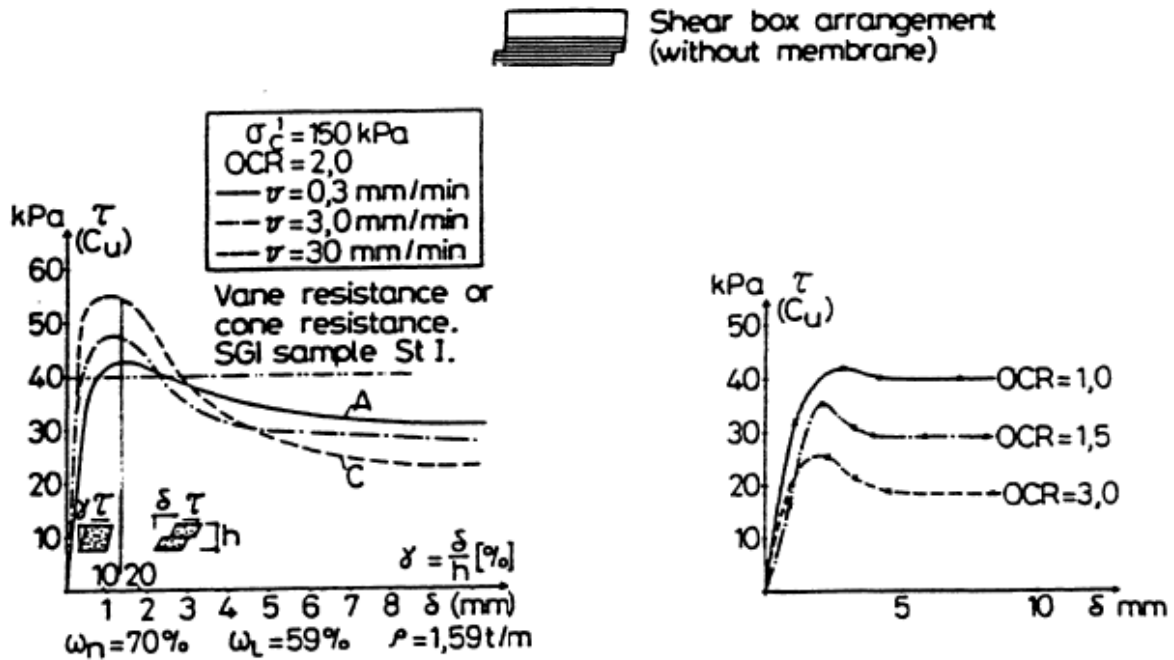 Shear box arrangement
(without membrane)
σ'c = 150 kPa
OCR = 2,0
v = 0,3 mm/min
v = 3,0 mm/min
v = 30 mm/min
kPa τ
(Cu)
60
50
40
30
20
10
Vane resistance or
cone resistance.
SGI sample St I.
A
C
γ τ
δ τ
h
10 20
γ = δ/h [%]
1 2 3 4 5 6 7 8 δ (mm)
ωn = 70% ωL = 59% ρ = 1,59 t/m
kPa τ
(Cu)
50
40
30
20
10
OCR = 1,0
OCR = 1,5
OCR = 3,0
5 10 δ mm